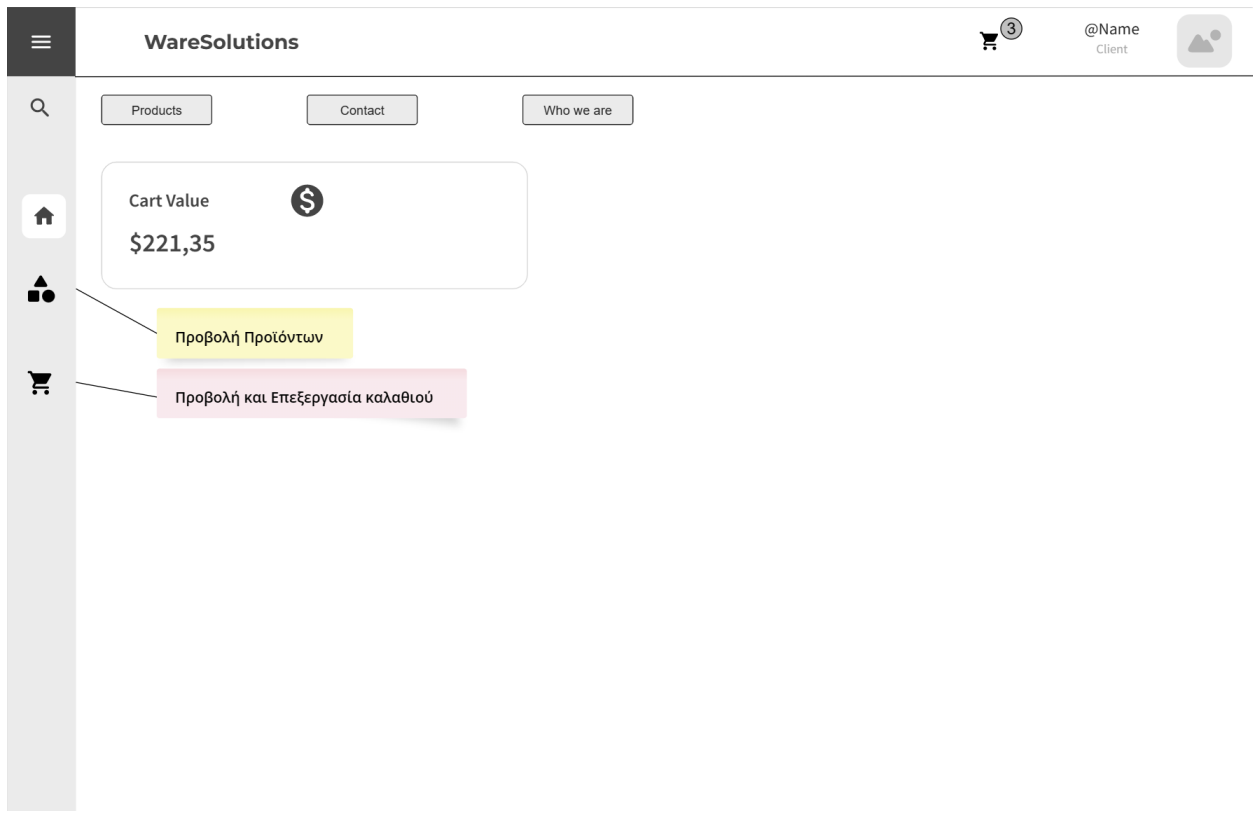 WareSolutions
3
@Name
Client
Products
Contact
Who we are
Cart Value
$221,35
Προβολή Προϊόντων
Προβολή και Επεξεργασία καλαθιού